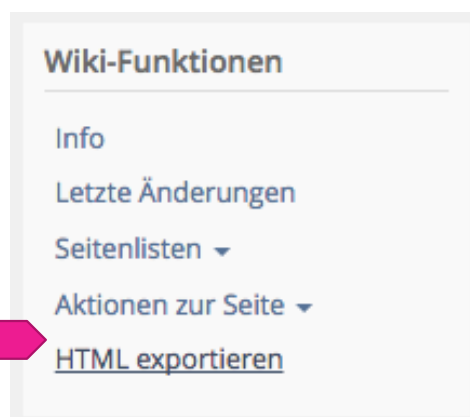 Wiki-Funktionen
Info
Letzte Änderungen
Seitenlisten
Aktionen zur Seite
HTML exportieren